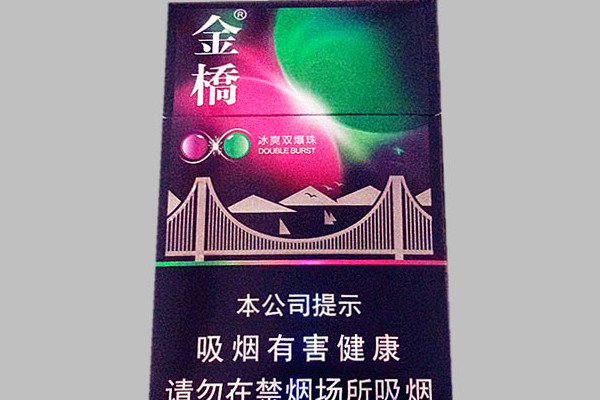 金橋®
冰爽双爆珠
DOUBLE BURST
本公司提示
吸烟有害健康
请勿在禁烟场所吸烟